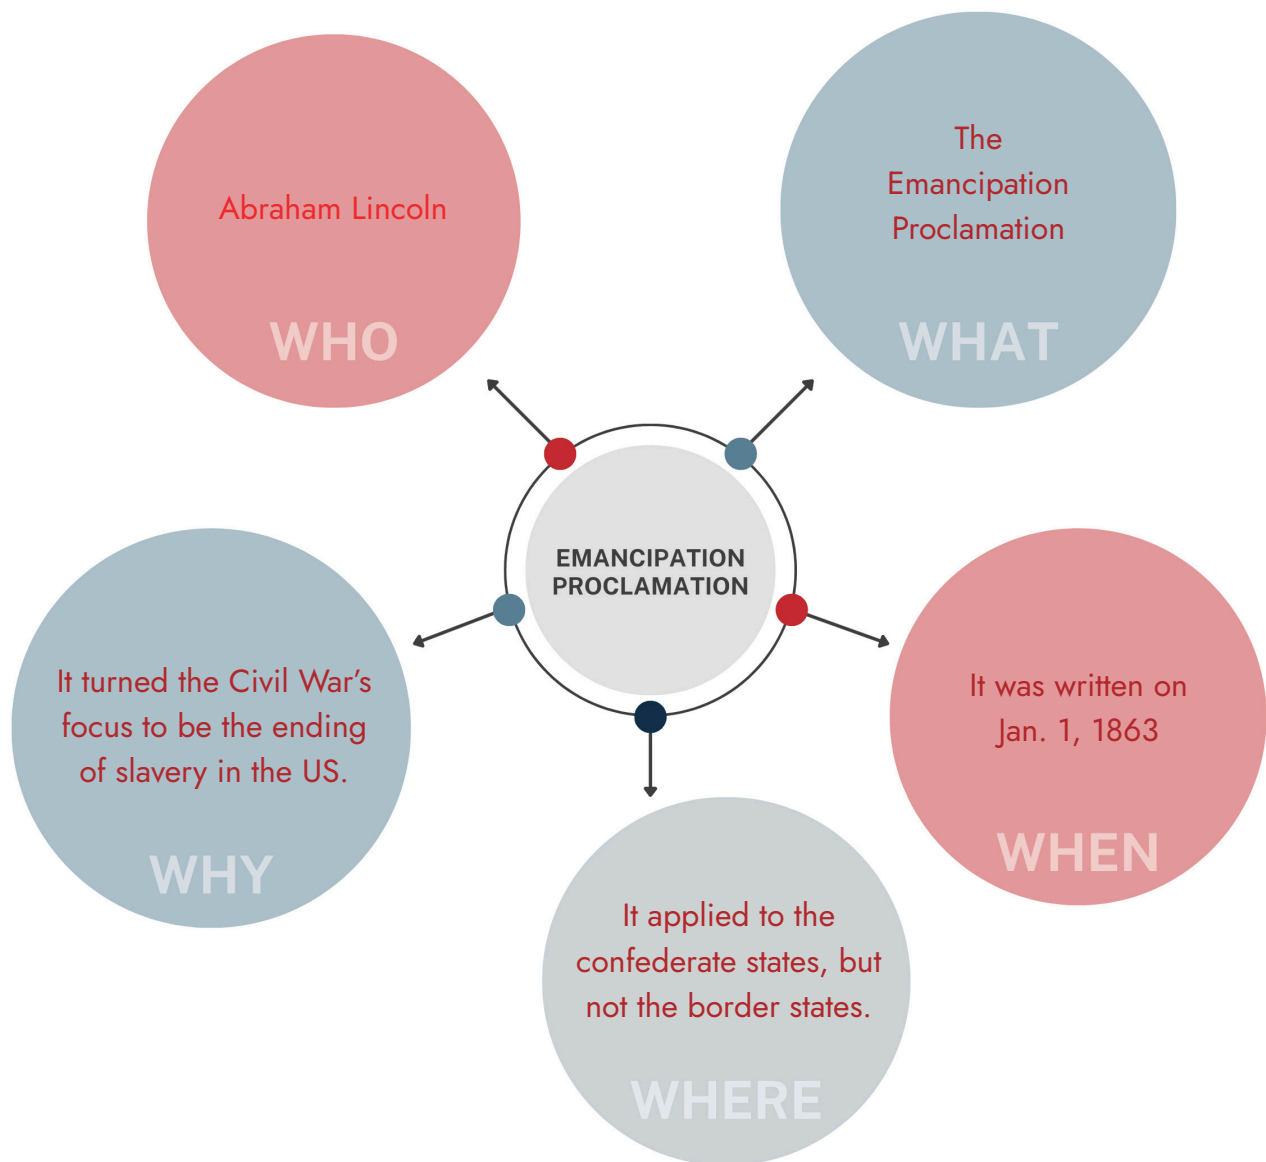 Abraham Lincoln
WHO
The
Emancipation
Proclamation
WHAT
EMANCIPATION
PROCLAMATION
It turned the Civil War's
focus to be the ending
of slavery in the US.
WHY
It was written on
Jan. 1, 1863
WHEN
It applied to the
confederate states, but
not the border states.
WHERE